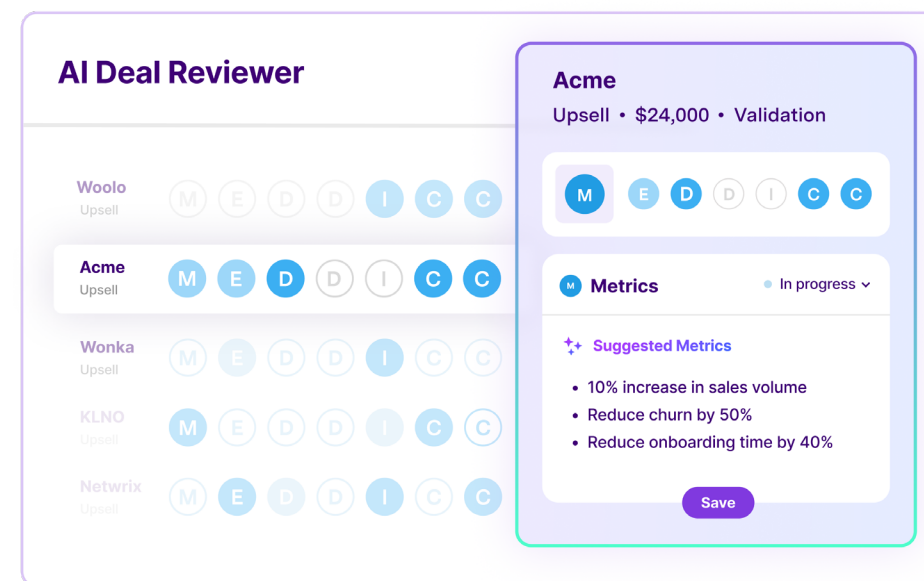 AI Deal Reviewer
Woolo
Upsell
M E D D I C C
Acme
Upsell
M E D D I C C
Wonka
Upsell
M E D D I C C
KLNO
Upsell
M E D D I C C
Netwrix
Upsell
M E D D I C C
Acme
Upsell • $24,000 • Validation
M E D D I C C
M Metrics
In progress
Suggested Metrics
• 10% increase in sales volume
• Reduce churn by 50%
• Reduce onboarding time by 40%
Save